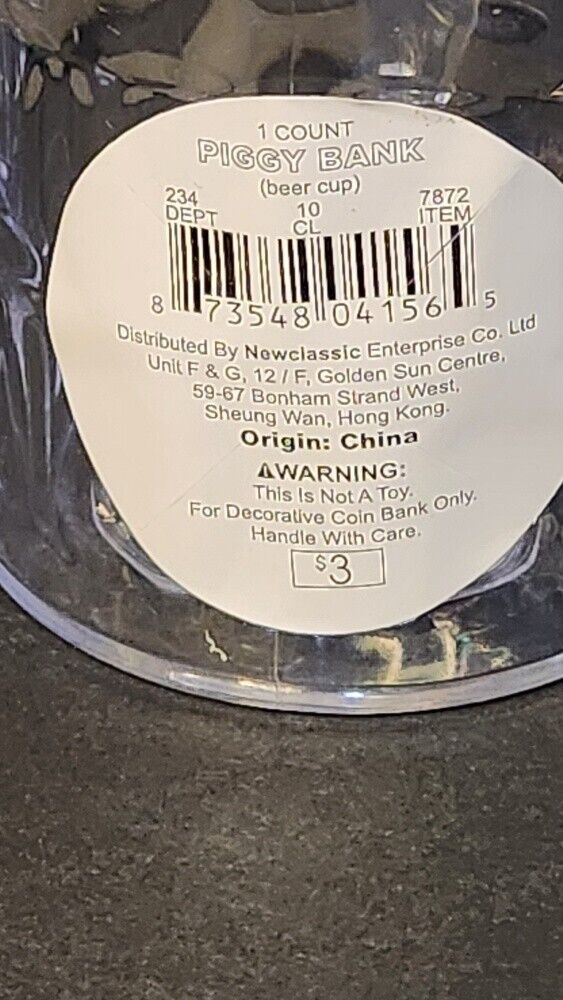 1 COUNT
PIGGY BANK
(beer cup)
234 10 7872
DEPT CL ITEM
8 73548 04156 5
Distributed By Newclassic Enterprise Co. Ltd
Unit F & G, 12 / F, Golden Sun Centre,
59-67 Bonham Strand West,
Sheung Wan, Hong Kong.
Origin: China
⚠WARNING:
This Is Not A Toy.
For Decorative Coin Bank Only.
Handle With Care.
$3